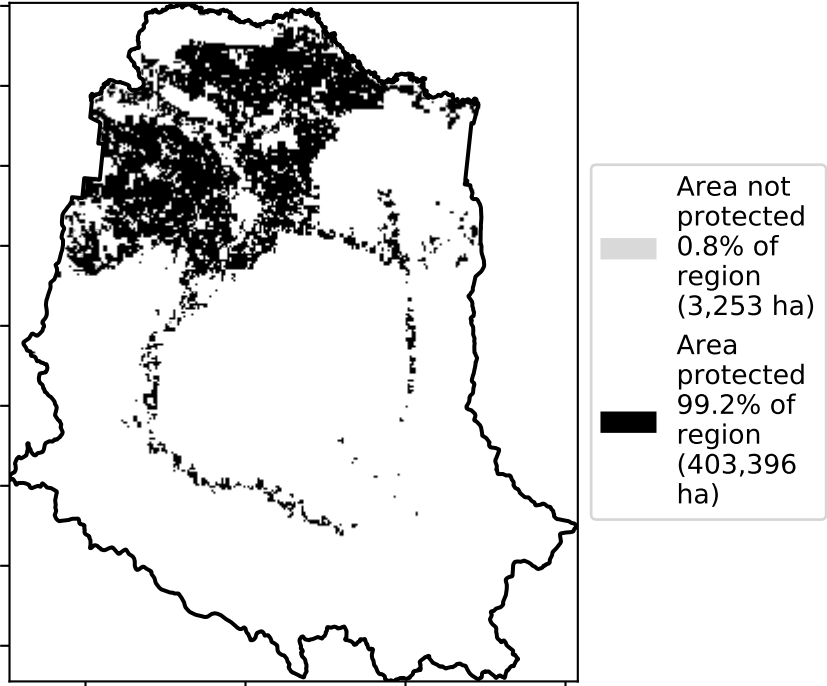 Area not
protected
0.8% of
region
(3,253 ha)
Area
protected
99.2% of
region
(403,396
ha)